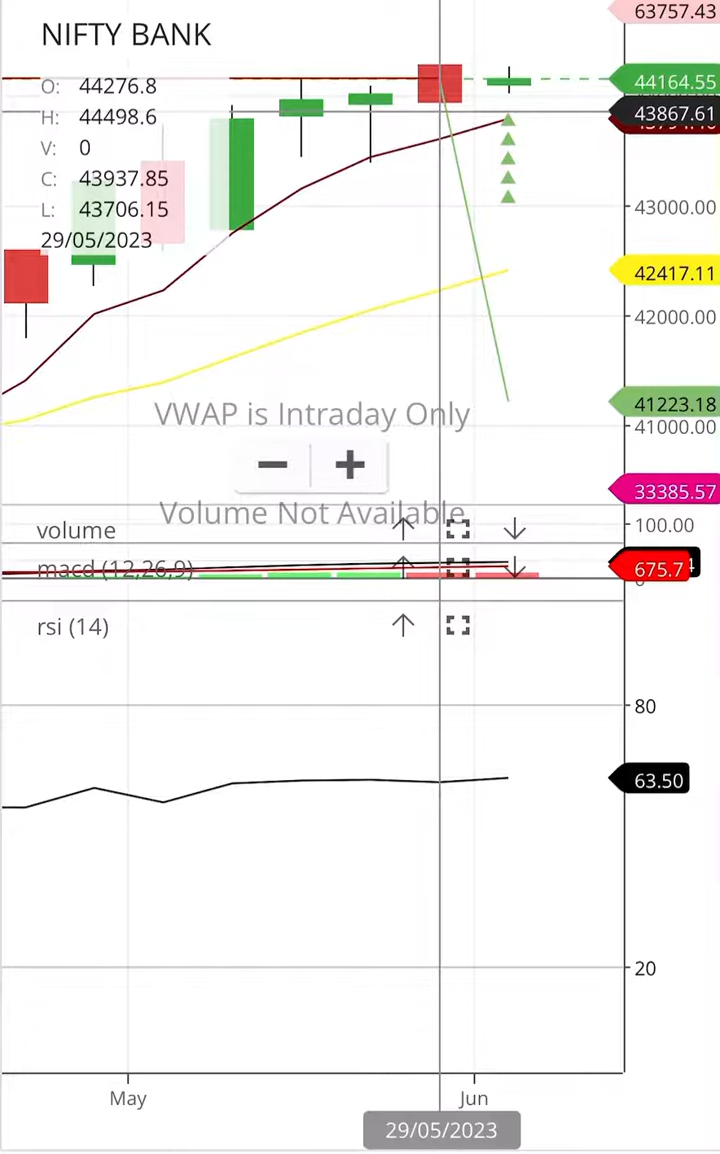 63757.43
NIFTY BANK
O: 44276.8
44164.55
H: 44498.6
43867.61
V: 0
C: 43937.85
L: 43706.15
43000.00
29/05/2023
42417.11
42000.00
41223.18
VWAP is Intraday Only
41000.00
33385.57
Volume Not Available
100.00
volume
macd (12,26,9)
675.7
rsi (14)
80
63.50
20
May
Jun
29/05/2023